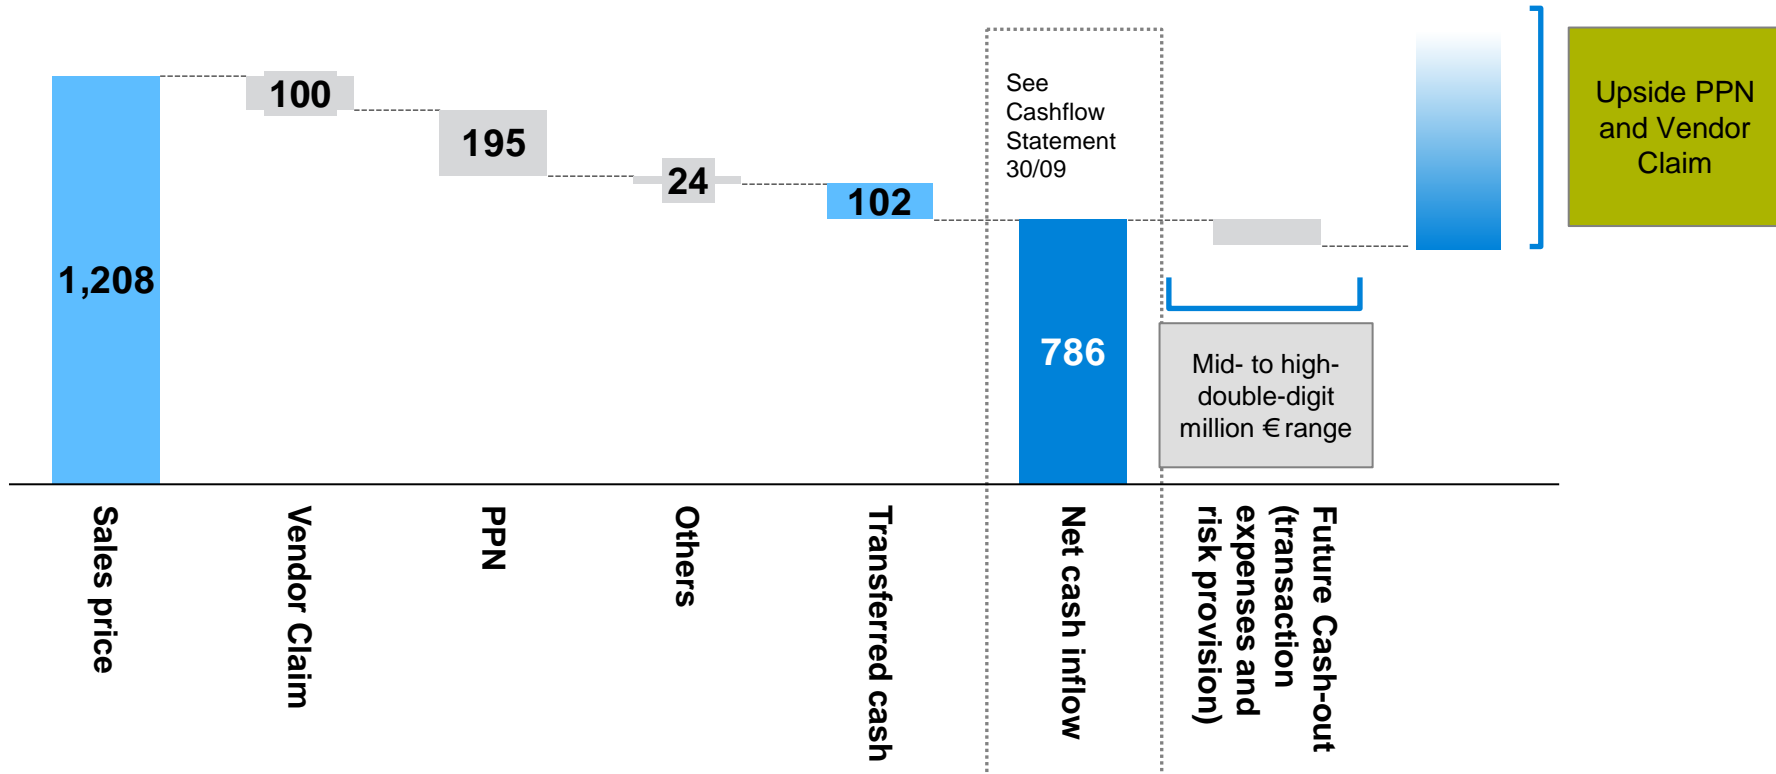 1,208
100
195
24
102
See
Cashflow
Statement
30/09
786
Mid- to high-
double-digit
million € range
Upside PPN
and Vendor
Claim
Sales price
Vendor Claim
PPN
Others
Transferred cash
Net cash inflow
Future Cash-out
(transaction
expenses and
risk provision)